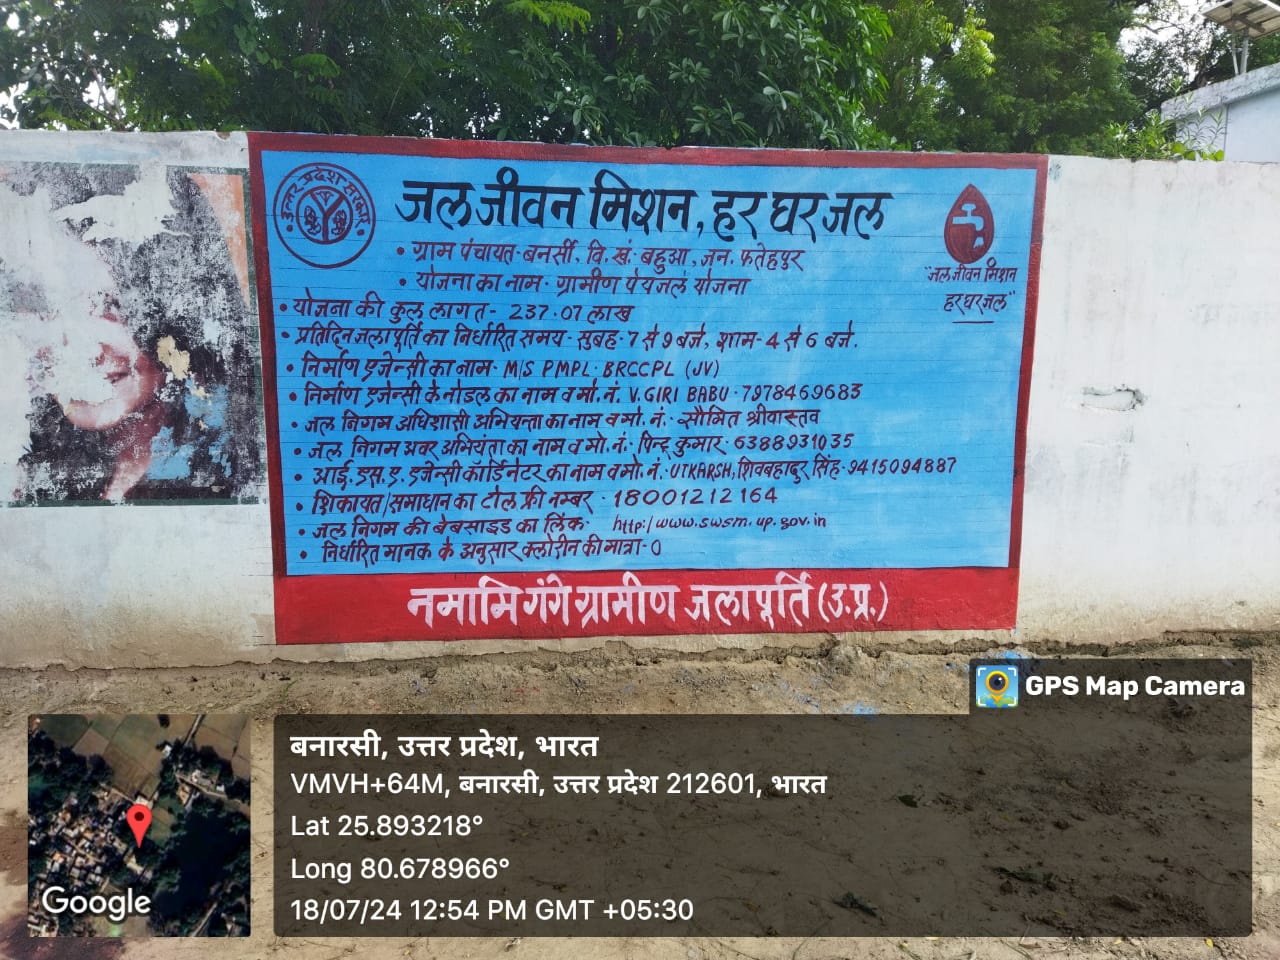 उत्तर प्रदेश सरकार
जल जीवन मिशन, हर घर जल
• ग्राम पंचायत- बनर्सी, वि.खं.- बहुआ, जन. फतेहपुर
• योजना का नाम- ग्रामीण पेयजल योजना
"जल जीवन मिशन
हर घर जल"
• योजना की कुल लागत- 237.07 लाख
• प्रतिदिन जलापूर्ति का निर्धारित समय- सुबह- 7 से 9 बजे, शाम- 4 से 6 बजे.
• निर्माण एजेन्सी का नाम- M/S PMPL- BRCCPL (JV)
• निर्माण एजेन्सी के नोडल का नाम व मो. नं. V. GIRI BABU- 7978469683
• जल निगम अधिशासी अभियन्ता का नाम व मो. नं.- सौमित श्रीवास्तव
• जल निगम अवर अभियंता का नाम व मो. नं.- पिन्टू कुमार- 6388931035
• आई. एस. ए. एजेन्सी कॉर्डिनेटर का नाम व मो. नं.- UTKARSH, शिवबहादुर सिंह- 9415094887
• शिकायत/समाधान का टोल फ्री नम्बर- 18001212164
• जल निगम की बेबसाइड का लिंक- http:/www.swsm.up.gov.in
• निर्धारित मानक के अनुसार क्लोरीन की मात्रा- 0
नमामि गंगे ग्रामीण जलापूर्ति (उ.प्र.)
GPS Map Camera
बनारसी, उत्तर प्रदेश, भारत
VMVH+64M, बनारसी, उत्तर प्रदेश 212601, भारत
Lat 25.893218°
Long 80.678966°
18/07/24 12:54 PM GMT +05:30
Google